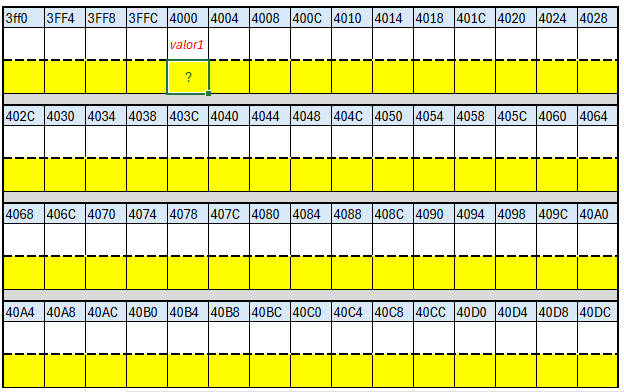 3ff0 3FF4 3FF8 3FFC 4000 4004 4008 400C 4010 4014 4018 401C 4020 4024 4028
valor1
?
402C 4030 4034 4038 403C 4040 4044 4048 404C 4050 4054 4058 405C 4060 4064
4068 406C 4070 4074 4078 407C 4080 4084 4088 408C 4090 4094 4098 409C 40A0
40A4 40A8 40AC 40B0 40B4 40B8 40BC 40C0 40C4 40C8 40CC 40D0 40D4 40D8 40DC